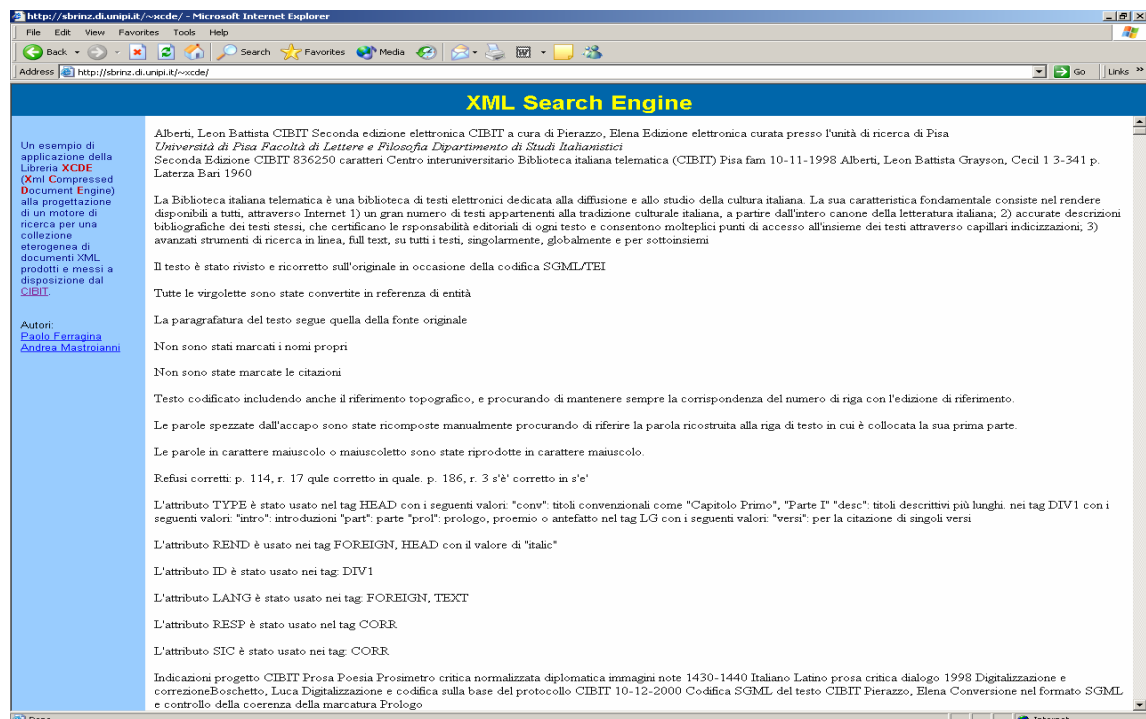 http://sbrinz.di.unipi.it/~xcde/ - Microsoft Internet Explorer
File Edit View Favorites Tools Help
Back Search Favorites Media
Address http://sbrinz.di.unipi.it/~xcde/ Go Links »
XML Search Engine
Un esempio di
applicazione della
Libreria XCDE
(Xml Compressed
Document Engine)
alla progettazione
di un motore di
ricerca per una
collezione
eterogenea di
documenti XML
prodotti e messi a
disposizione dal
CIBIT.
Autori:
Paolo Ferragina
Andrea Mastroianni
Alberti, Leon Battista CIBIT Seconda edizione elettronica CIBIT a cura di Pierazzo, Elena Edizione elettronica curata presso l'unità di ricerca di Pisa
Università di Pisa Facoltà di Lettere e Filosofia Dipartimento di Studi Italianistici
Seconda Edizione CIBIT 836250 caratteri Centro interuniversitario Biblioteca italiana telematica (CIBIT) Pisa fam 10-11-1998 Alberti, Leon Battista Grayson, Cecil 1 3-341 p.
Laterza Bari 1960
La Biblioteca italiana telematica è una biblioteca di testi elettronici dedicata alla diffusione e allo studio della cultura italiana. La sua caratteristica fondamentale consiste nel rendere
disponibili a tutti, attraverso Internet 1) un gran numero di testi appartenenti alla tradizione culturale italiana, a partire dall'intero canone della letteratura italiana; 2) accurate descrizioni
bibliografiche dei testi stessi, che certificano le rsponsabilità editoriali di ogni testo e consentono molteplici punti di accesso all'insieme dei testi attraverso capillari indicizzazioni; 3)
avanzati strumenti di ricerca in linea, full text, su tutti i testi, singolarmente, globalmente e per sottoinsiemi
Il testo è stato rivisto e ricorretto sull'originale in occasione della codifica SGML/TEI
Tutte le virgolette sono state convertite in referenza di entità
La paragrafatura del testo segue quella della fonte originale
Non sono stati marcati i nomi propri
Non sono state marcate le citazioni
Testo codificato includendo anche il riferimento topografico, e procurando di mantenere sempre la corrispondenza del numero di riga con l'edizione di riferimento.
Le parole spezzate dall'accapo sono state ricomposte manualmente procurando di riferire la parola ricostruita alla riga di testo in cui è collocata la sua prima parte.
Le parole in carattere maiuscolo o maiuscoletto sono state riprodotte in carattere maiuscolo.
Refusi corretti: p. 114, r. 17 qule corretto in quale. p. 186, r. 3 s'è' corretto in s'e'
L'attributo TYPE è stato usato nel tag HEAD con i seguenti valori: "conv": titoli convenzionali come "Capitolo Primo", "Parte I" "desc": titoli descrittivi più lunghi. nei tag DIV1 con i
seguenti valori: "intro": introduzioni "part": parte "prol": prologo, proemio o antefatto nel tag LG con i seguenti valori: "versi": per la citazione di singoli versi
L'attributo REND è usato nei tag FOREIGN, HEAD con il valore di "italic"
L'attributo ID è stato usato nei tag: DIV1
L'attributo LANG è stato usato nei tag: FOREIGN, TEXT
L'attributo RESP è stato usato nel tag CORR
L'attributo SIC è stato usato nei tag: CORR
Indicazioni progetto CIBIT Prosa Poesia Prosimetro critica normalizzata diplomatica immagini note 1430-1440 Italiano Latino prosa critica dialogo 1998 Digitalizzazione e
correzioneBoschetto, Luca Digitalizzazione e codifica sulla base del protocollo CIBIT 10-12-2000 Codifica SGML del testo CIBIT Pierazzo, Elena Conversione nel formato SGML
e controllo della coerenza della marcatura Prologo